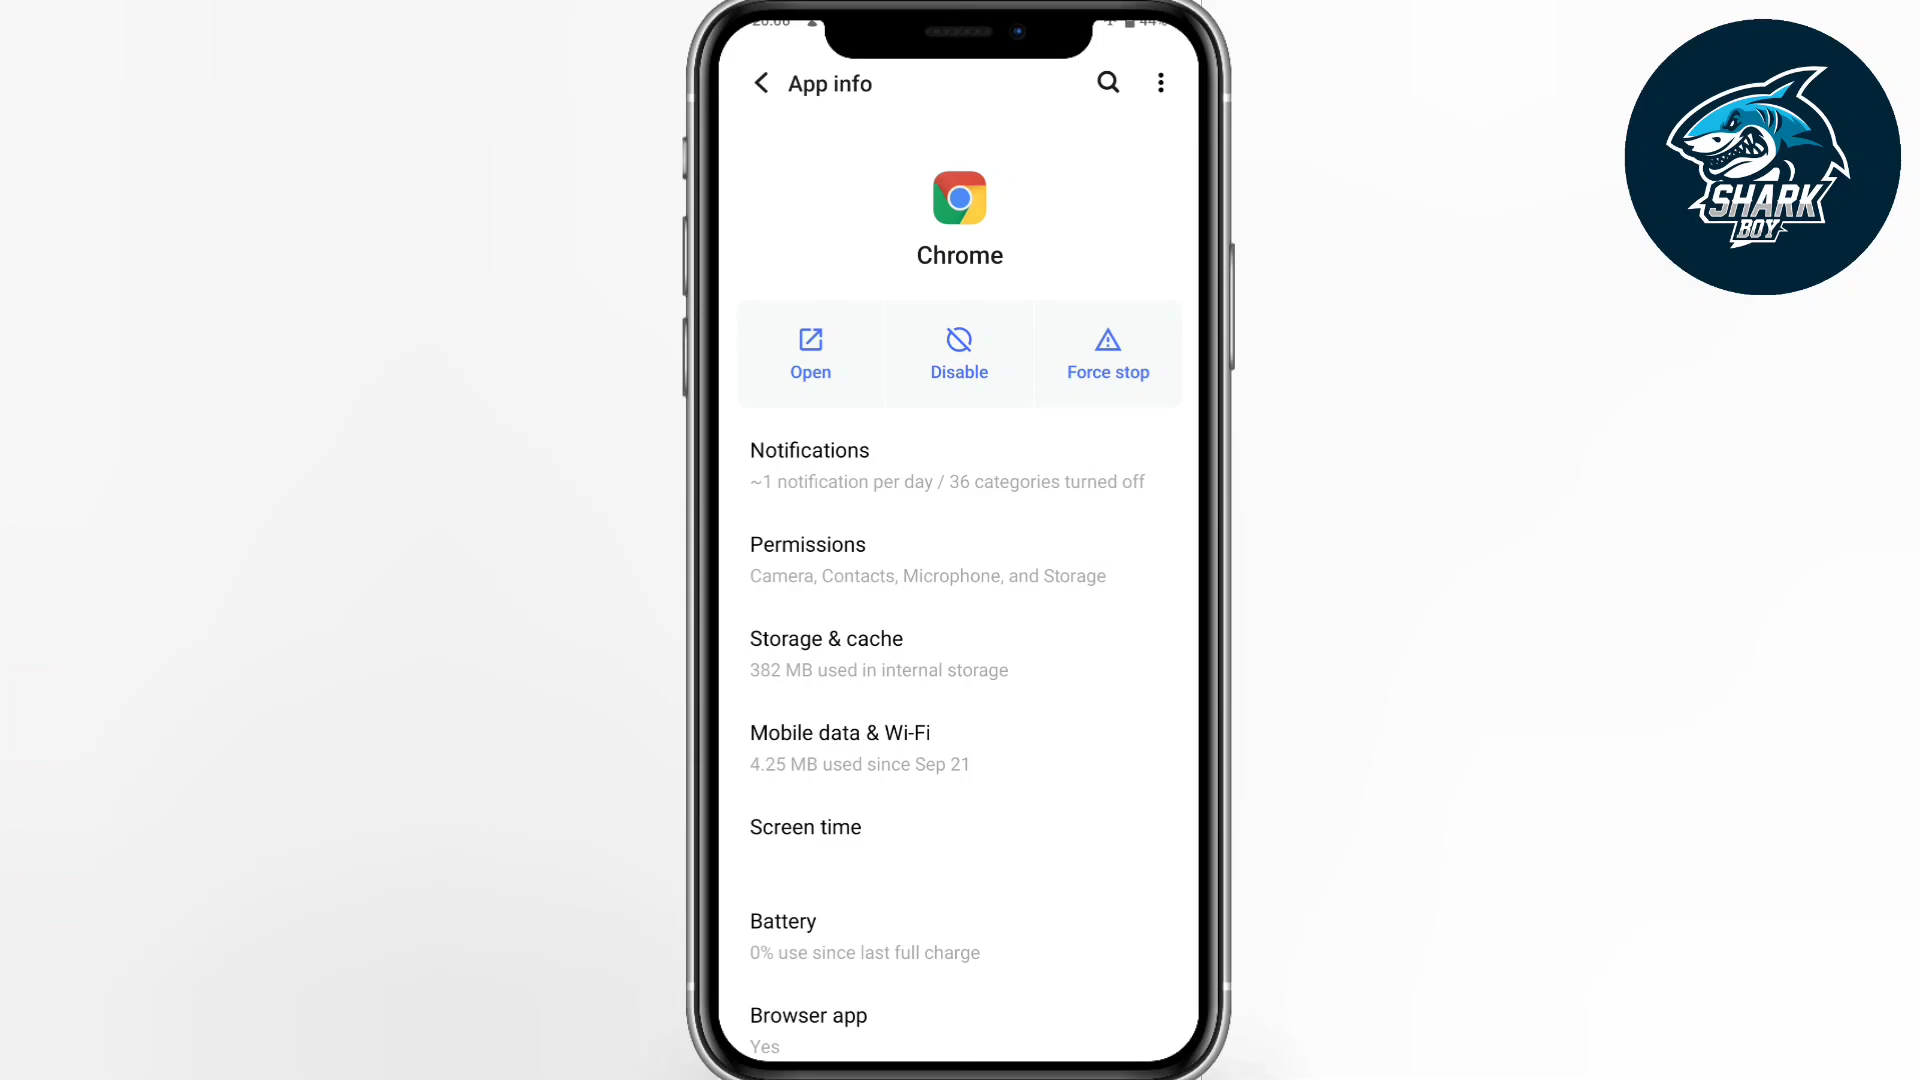 App info
Chrome
Open
Disable
Force stop
Notifications
~1 notification per day / 36 categories turned off
Permissions
Camera, Contacts, Microphone, and Storage
Storage & cache
382 MB used in internal storage
Mobile data & Wi-Fi
4.25 MB used since Sep 21
Screen time
Battery
0% use since last full charge
Browser app
Yes
SHARK
BOY